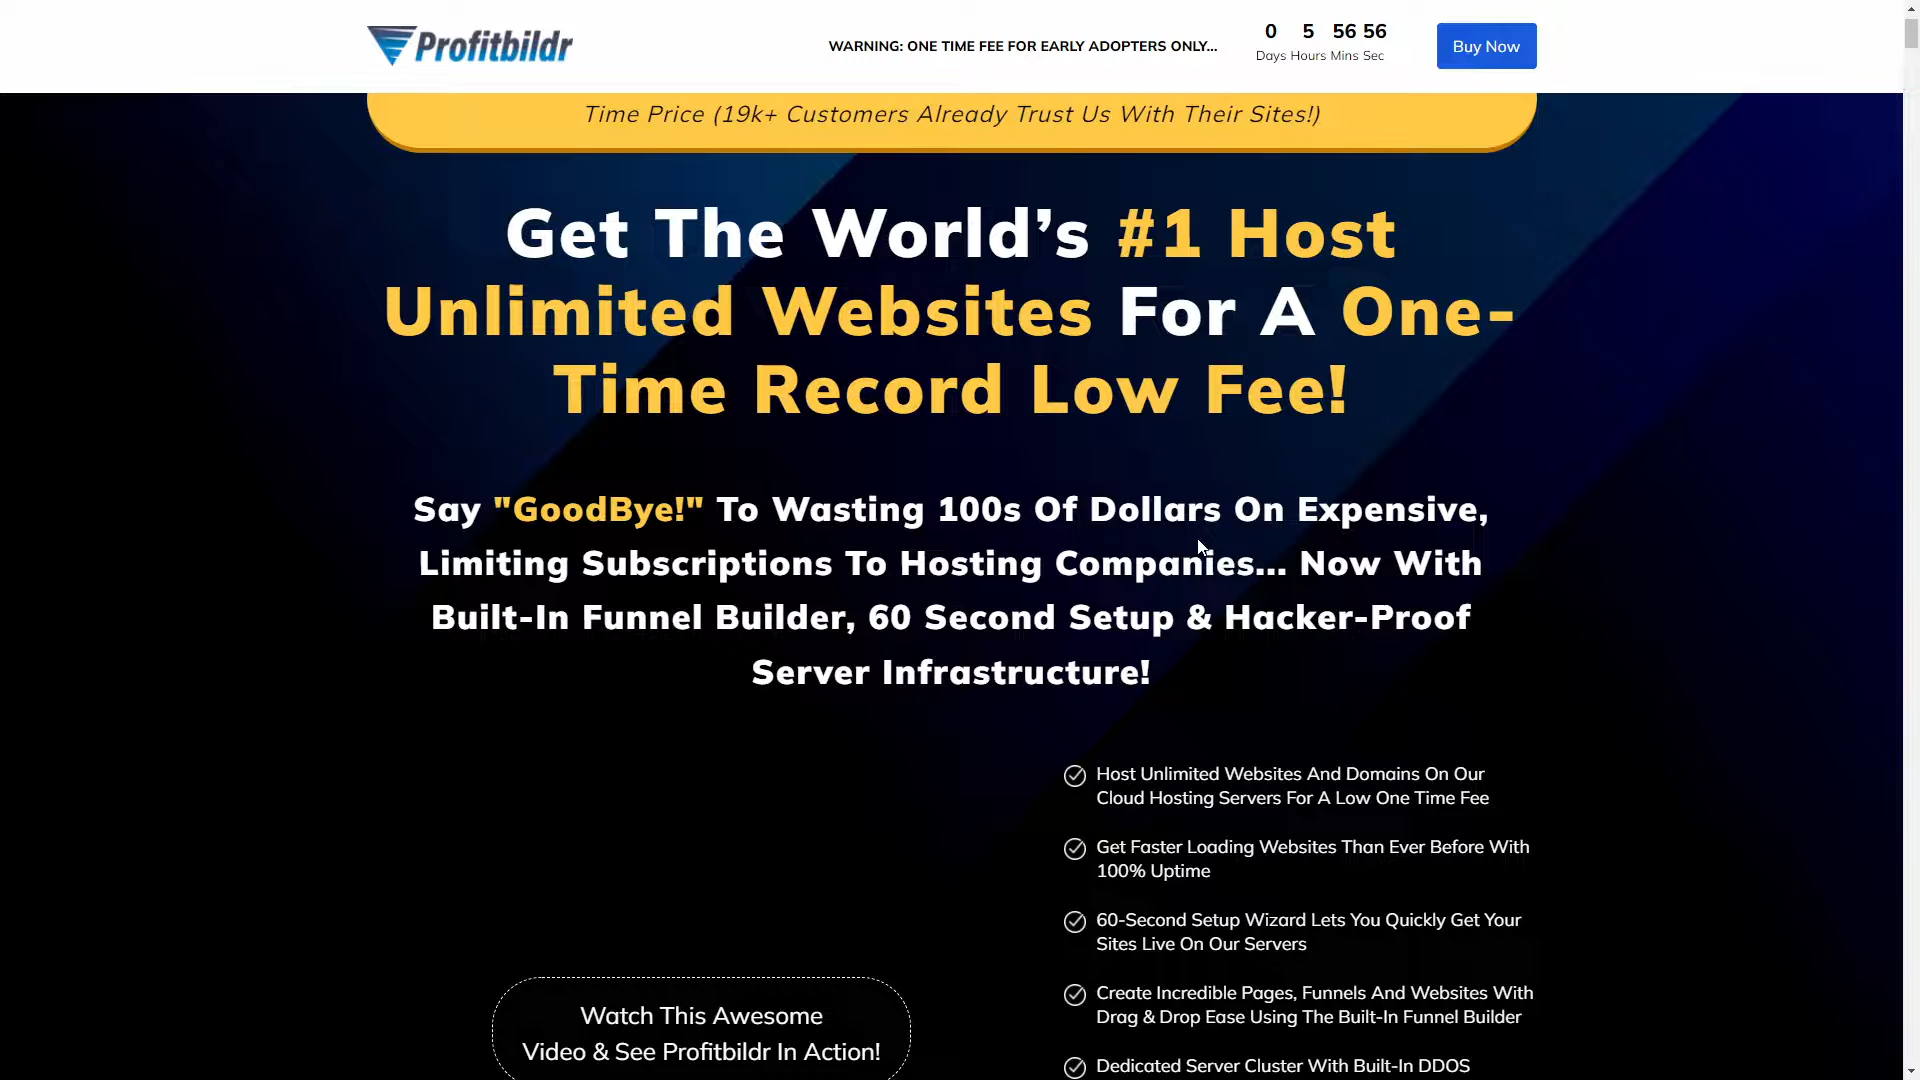 Profitbildr
WARNING: ONE TIME FEE FOR EARLY ADOPTERS ONLY...
0 5 56 56
Days Hours Mins Sec
Buy Now
Time Price (19k+ Customers Already Trust Us With Their Sites!)
Get The World’s #1 Host
Unlimited Websites For A One-
Time Record Low Fee!
Say "GoodBye!" To Wasting 100s Of Dollars On Expensive,
Limiting Subscriptions To Hosting Companies... Now With
Built-In Funnel Builder, 60 Second Setup & Hacker-Proof
Server Infrastructure!
Host Unlimited Websites And Domains On Our
Cloud Hosting Servers For A Low One Time Fee
Get Faster Loading Websites Than Ever Before With
100% Uptime
60-Second Setup Wizard Lets You Quickly Get Your
Sites Live On Our Servers
Create Incredible Pages, Funnels And Websites With
Drag & Drop Ease Using The Built-In Funnel Builder
Dedicated Server Cluster With Built-In DDOS
Watch This Awesome
Video & See Profitbildr In Action!